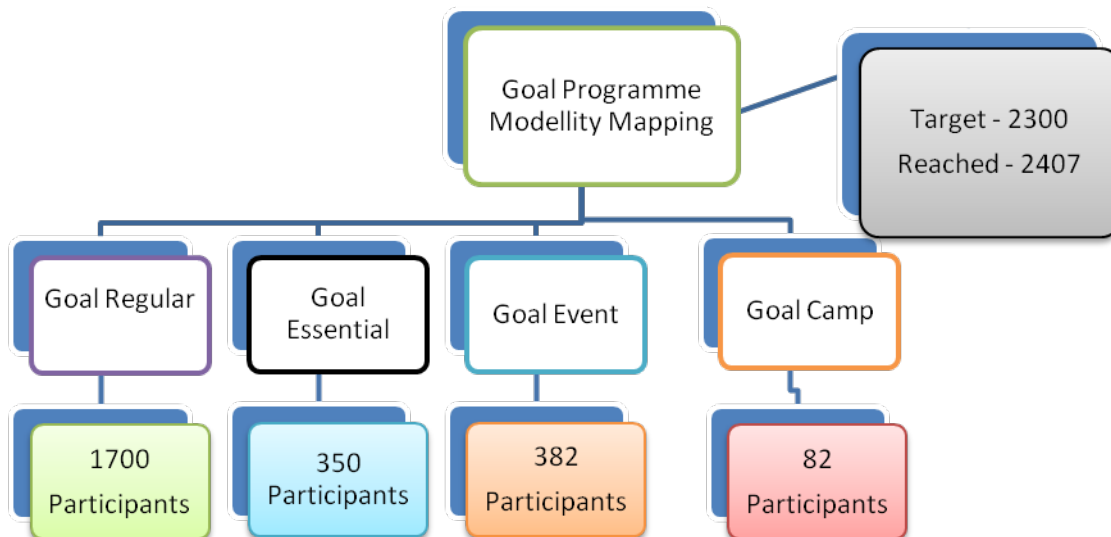 Goal Programme
Modellity Mapping
Target - 2300
Reached - 2407
Goal Regular
Goal
Essential
Goal Event
Goal Camp
1700
Participants
350
Participants
382
Participants
82
Participants